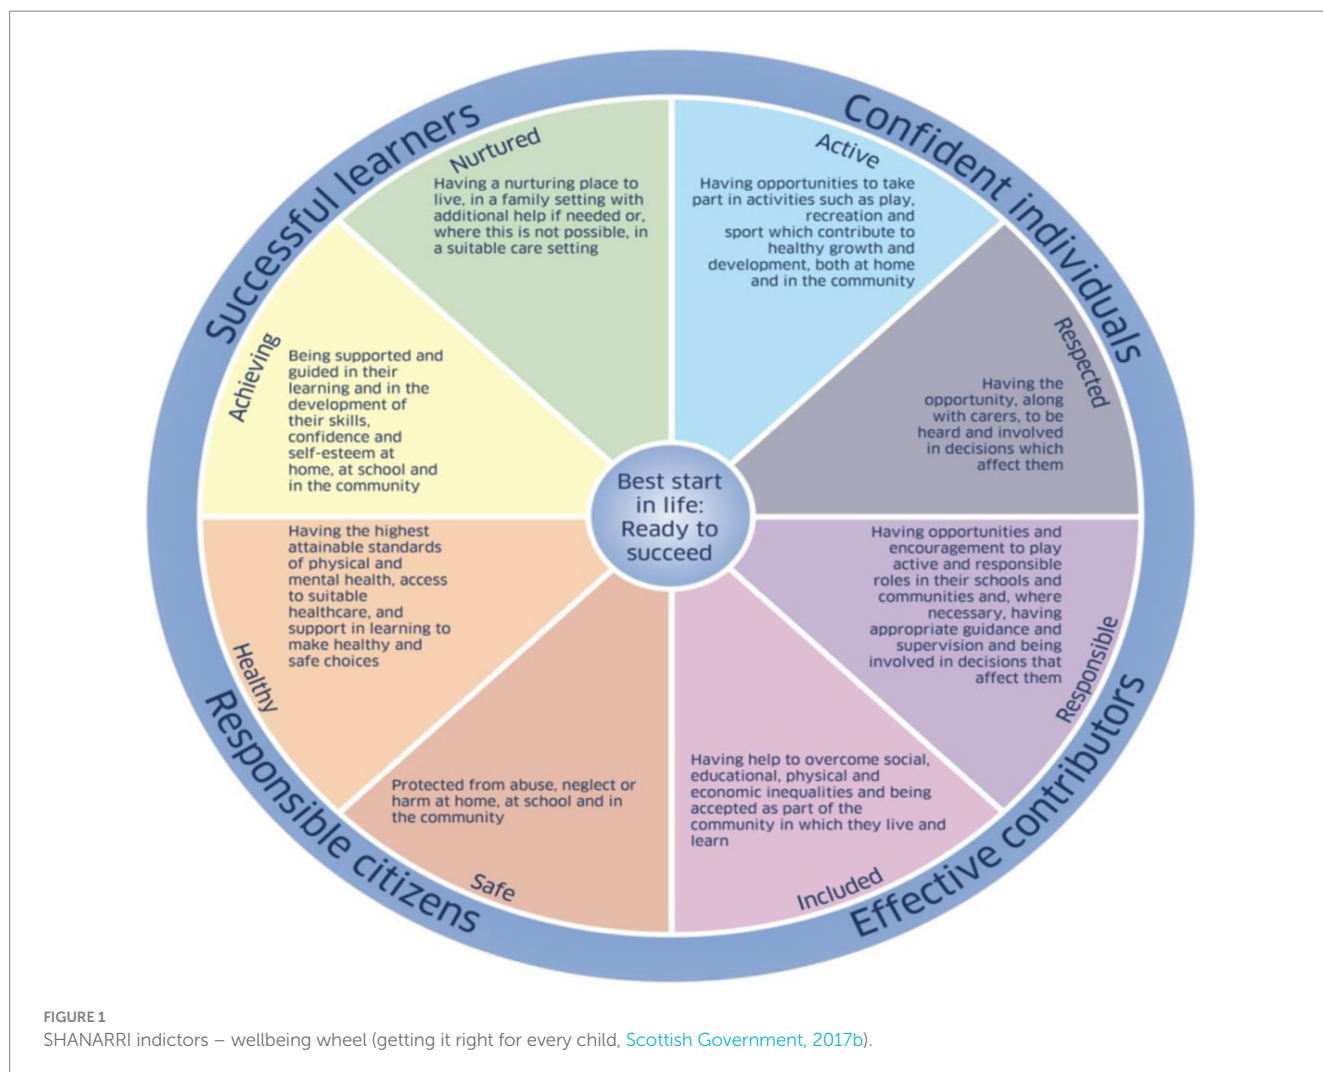 Successful learners
Confident individuals
Nurtured
Having a nurturing place to
live, in a family setting with
additional help if needed or,
where this is not possible, in
a suitable care setting
Active
Having opportunities to take
part in activities such as play,
recreation and
sport which contribute to
healthy growth and
development, both at home
and in the community
Achieving
Being supported and
guided in their
learning and in the
development of
their skills,
confidence and
self-esteem at
home, at school and
in the community
Respected
Having the
opportunity, along
with carers, to be
heard and involved
in decisions which
affect them
Best start
in life:
Ready to
succeed
Healthy
Having the highest
attainable standards
of physical and
mental health, access
to suitable
healthcare, and
support in learning to
make healthy and
safe choices
Responsible
Having opportunities and
encouragement to play
active and responsible
roles in their schools and
communities and, where
necessary, having
appropriate guidance and
supervision and being
involved in decisions that
affect them
Protected from abuse, neglect or
harm at home, at school and in
the community
Safe
Having help to overcome social,
educational, physical and
economic inequalities and being
accepted as part of the
community in which they live and
learn
Included
Responsible citizens
Effective contributors
FIGURE 1
SHANARRI indictors – wellbeing wheel (getting it right for every child, Scottish Government, 2017b).